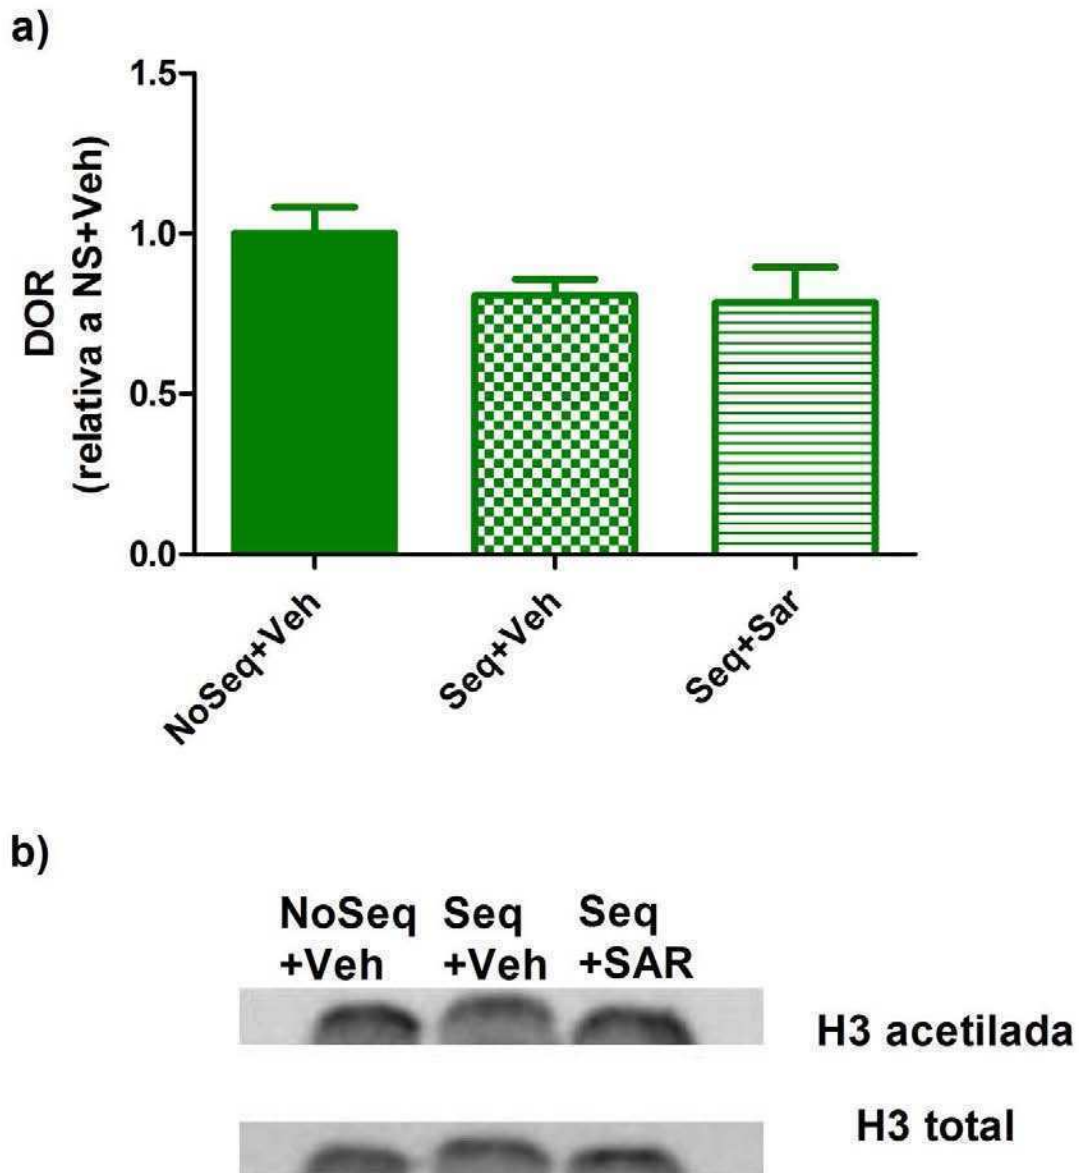 a)
1.5
1.0
0.5
0.0
DOR
(relativa a NS+Veh)
NoSeq+Veh
Seq+Veh
Seq+Sar
b)
NoSeq Seq Seq
+Veh +Veh +SAR
H3 acetilada
H3 total